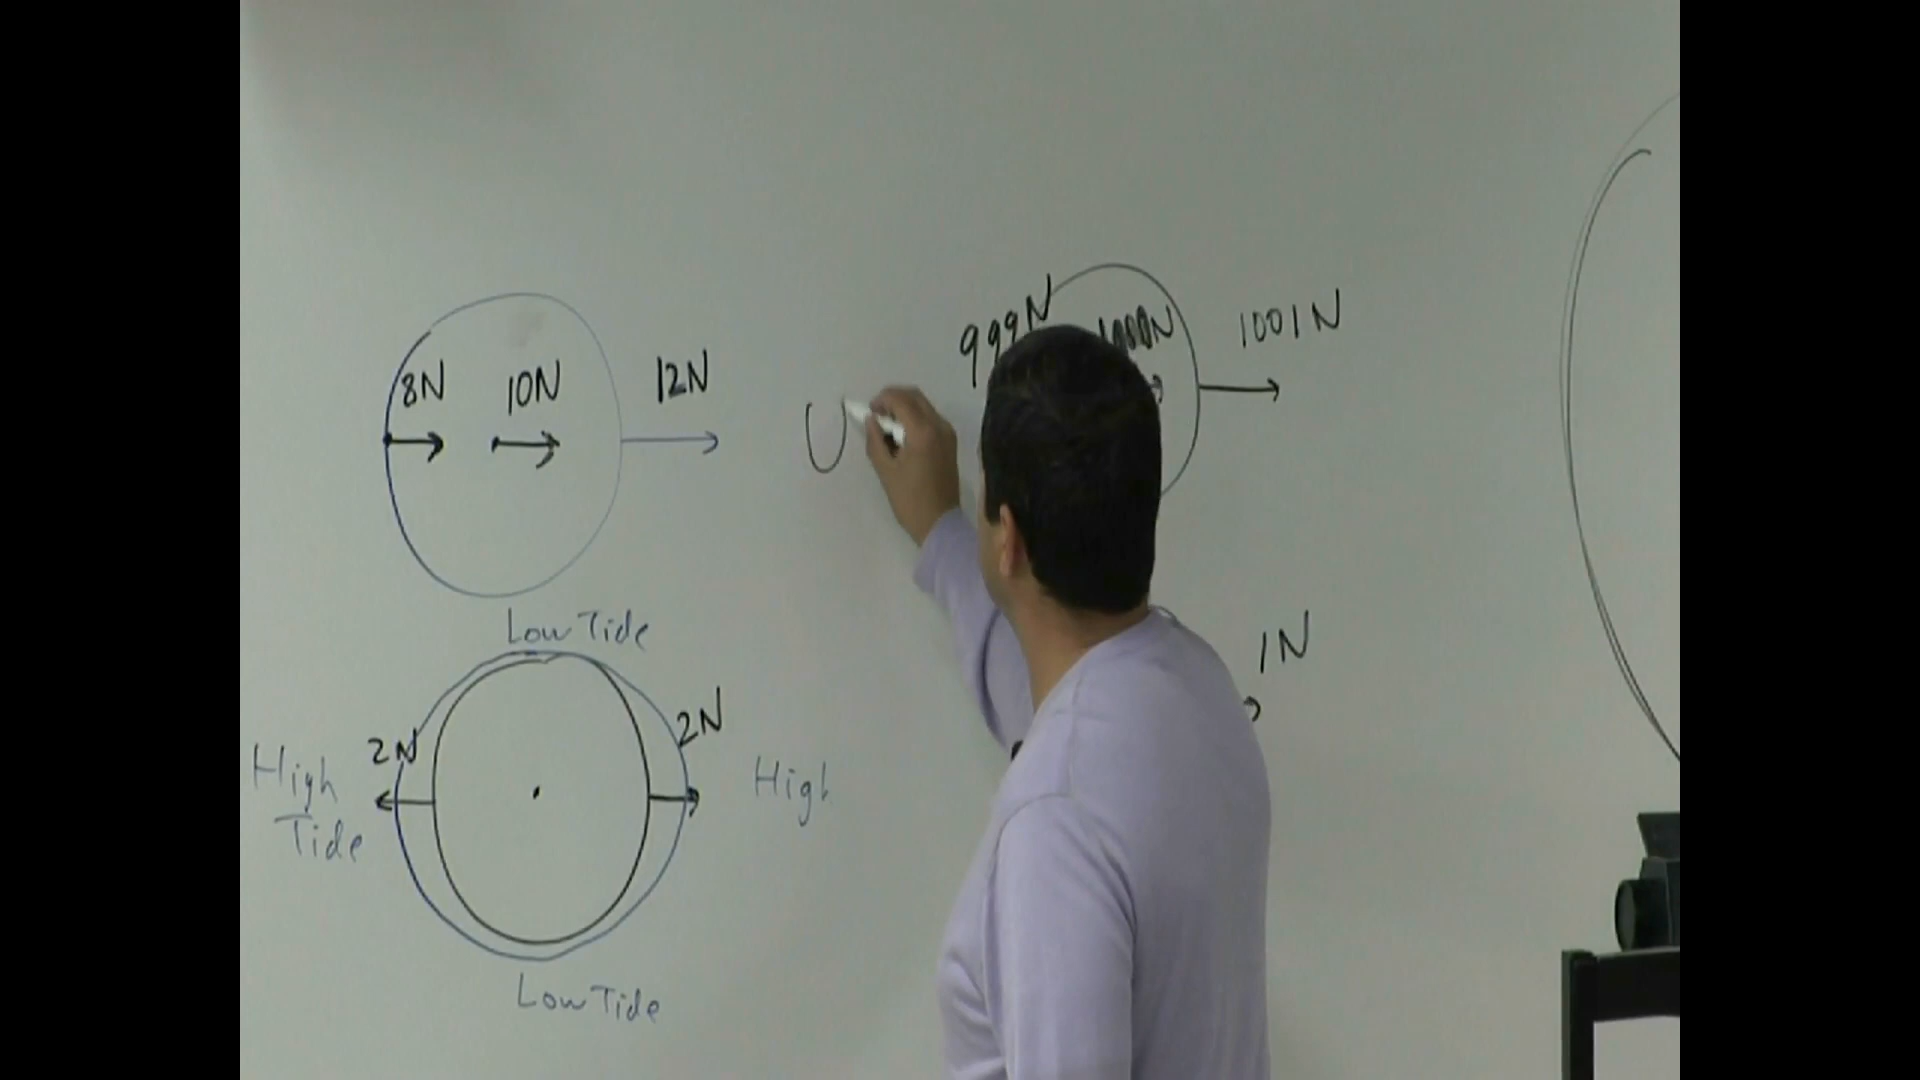 8N 10N 12N
999N 1000N 1001N
U
Low Tide
2N 2N
High
Tide
High
1N
Low Tide